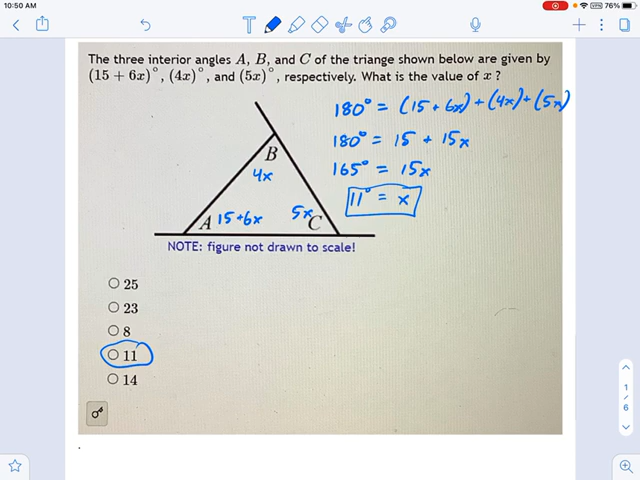 10:50 AM
VPN 76%
T
The three interior angles A, B, and C of the triange shown below are given by
(15 + 6x)°, (4x)°, and (5x)°, respectively. What is the value of x ?
180° = (15 + 6x) + (4x) + (5x)
180° = 15 + 15x
165° = 15x
11° = x
B
4x
A 15+6x
5x C
NOTE: figure not drawn to scale!
25
23
8
11
14
1
/
6